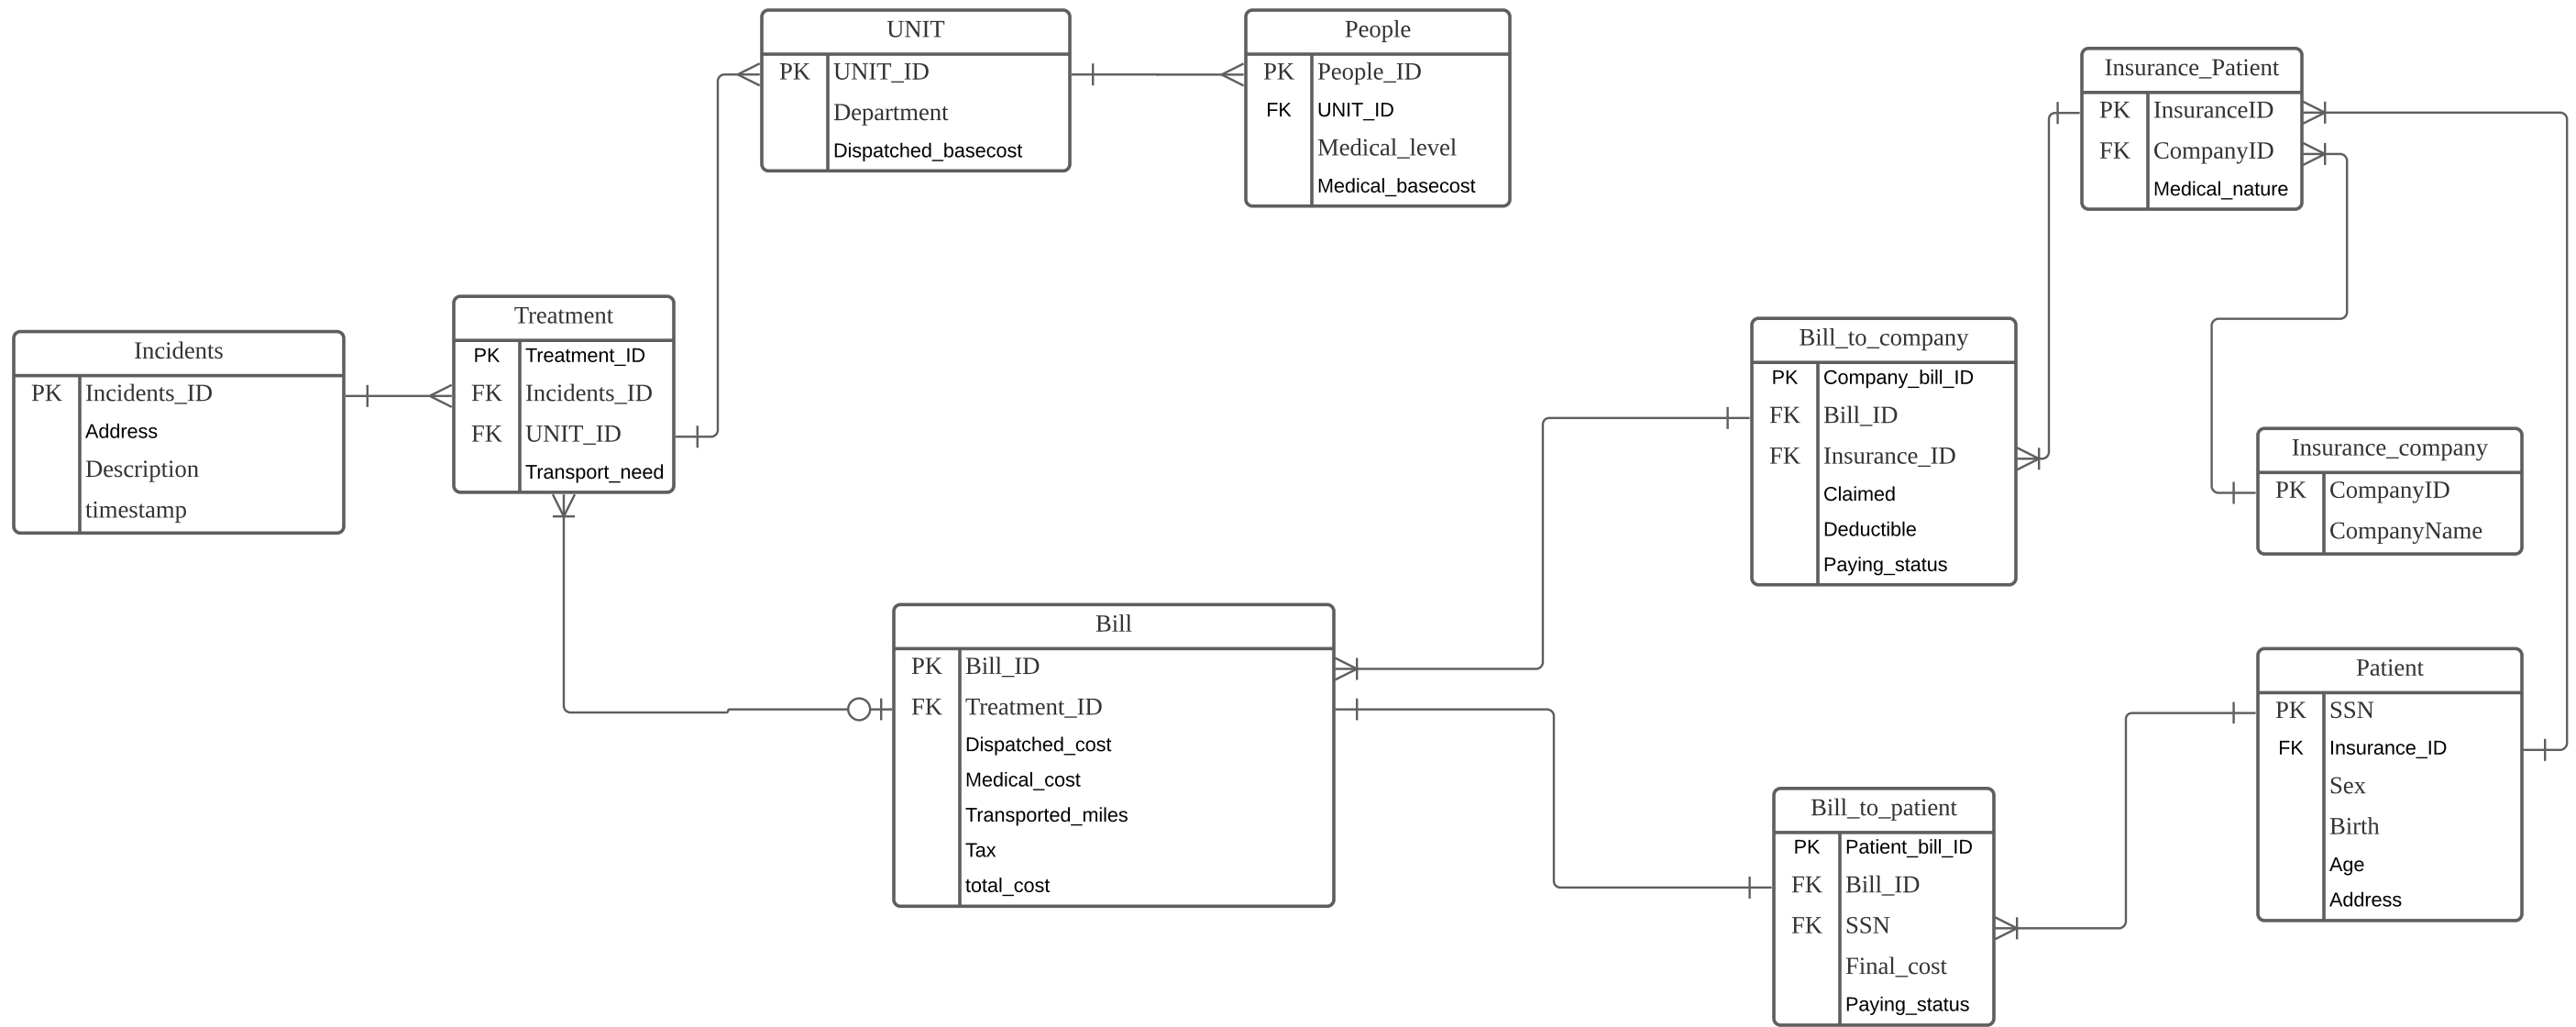 UNIT
PK UNIT_ID
Department
Dispatched_basecost
People
PK People_ID
FK UNIT_ID
Medical_level
Medical_basecost
Insurance_Patient
PK InsuranceID
FK CompanyID
Medical_nature
Incidents
PK Incidents_ID
Address
Description
timestamp
Treatment
PK Treatment_ID
FK Incidents_ID
FK UNIT_ID
Transport_need
Bill_to_company
PK Company_bill_ID
FK Bill_ID
FK Insurance_ID
Claimed
Deductible
Paying_status
Insurance_company
PK CompanyID
CompanyName
Bill
PK Bill_ID
FK Treatment_ID
Dispatched_cost
Medical_cost
Transported_miles
Tax
total_cost
Patient
PK SSN
FK Insurance_ID
Sex
Birth
Age
Address
Bill_to_patient
PK Patient_bill_ID
FK Bill_ID
FK SSN
Final_cost
Paying_status